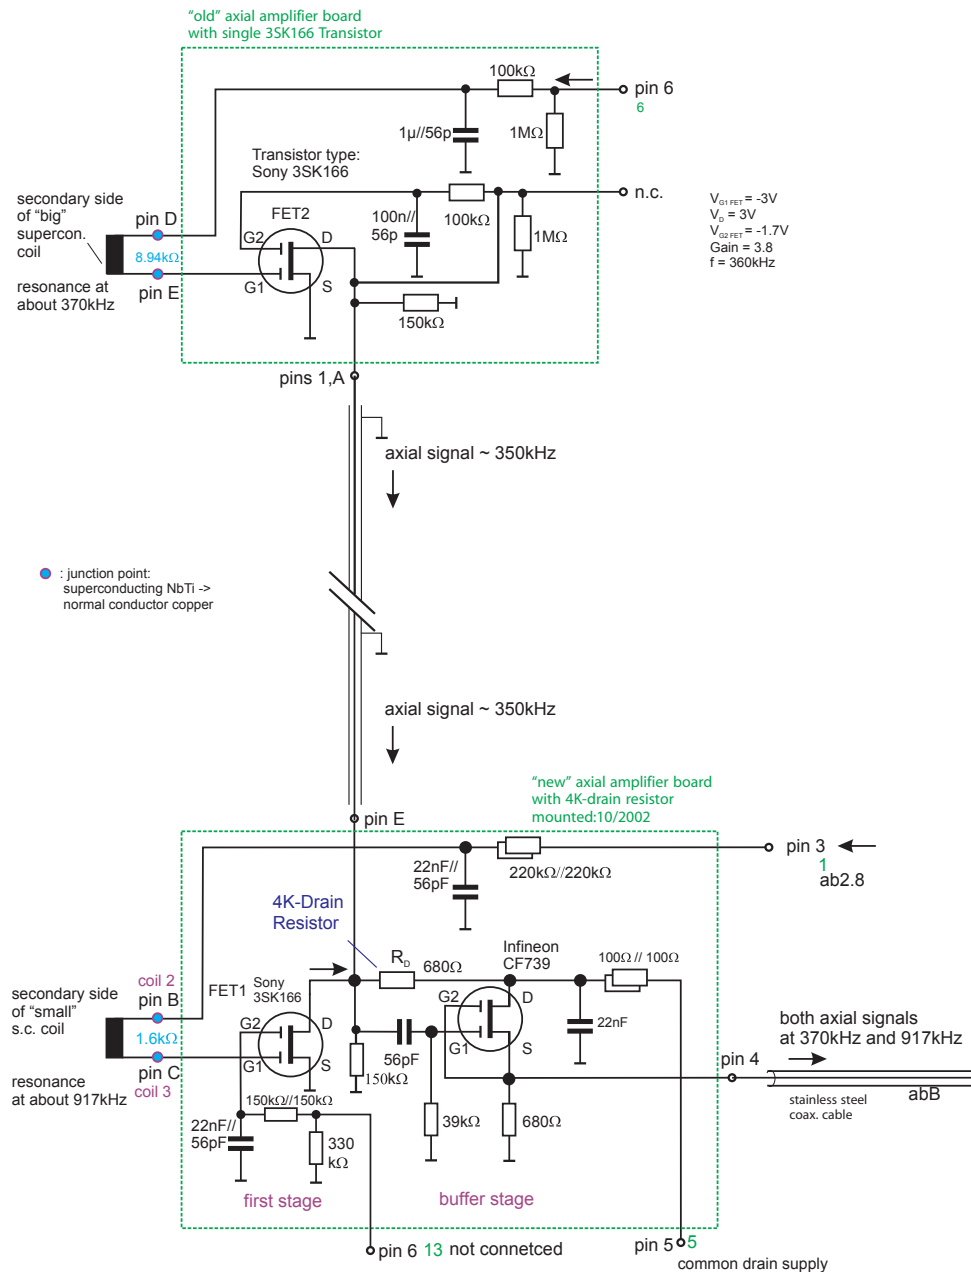 "old" axial amplifier board
with single 3SK166 Transistor
100kΩ
pin 6
6
1µ//56p
1MΩ
Transistor type:
Sony 3SK166
n.c.
secondary side
of "big"
supercon.
coil
pin D
FET2
100n//
56p
100kΩ
1MΩ
V G1 FET = -3V
V D = 3V
V G2 FET = -1.7V
Gain = 3.8
f = 360kHz
G2
D
8.94kΩ
G1
S
resonance at
about 370kHz
pin E
150kΩ
pins 1,A
axial signal ~ 350kHz
: junction point:
superconducting NbTi ->
normal conductor copper
axial signal ~ 350kHz
"new" axial amplifier board
with 4K-drain resistor
mounted:10/2002
pin E
pin 3
1
ab2.8
22nF//
56pF
220kΩ//220kΩ
4K-Drain
Resistor
Infineon
CF739
R D
680Ω
100Ω // 100Ω
coil 2
pin B
FET1
Sony
3SK166
secondary side
of "small"
s.c. coil
G2
D
G2
D
22nF
1.6kΩ
G1
S
G1
S
both axial signals
at 370kHz and 917kHz
56pF
pin 4
pin C
coil 3
150kΩ
resonance
at about 917kHz
150kΩ//150kΩ
stainless steel
coax. cable
abB
22nF//
56pF
330
kΩ
39kΩ
680Ω
first stage
buffer stage
pin 6 13 not connetced
pin 5 5
common drain supply